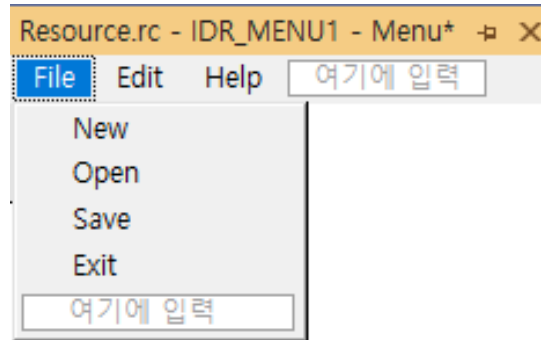 Resource.rc - IDR_MENU1 - Menu*
File Edit Help 여기에 입력
New
Open
Save
Exit
여기에 입력